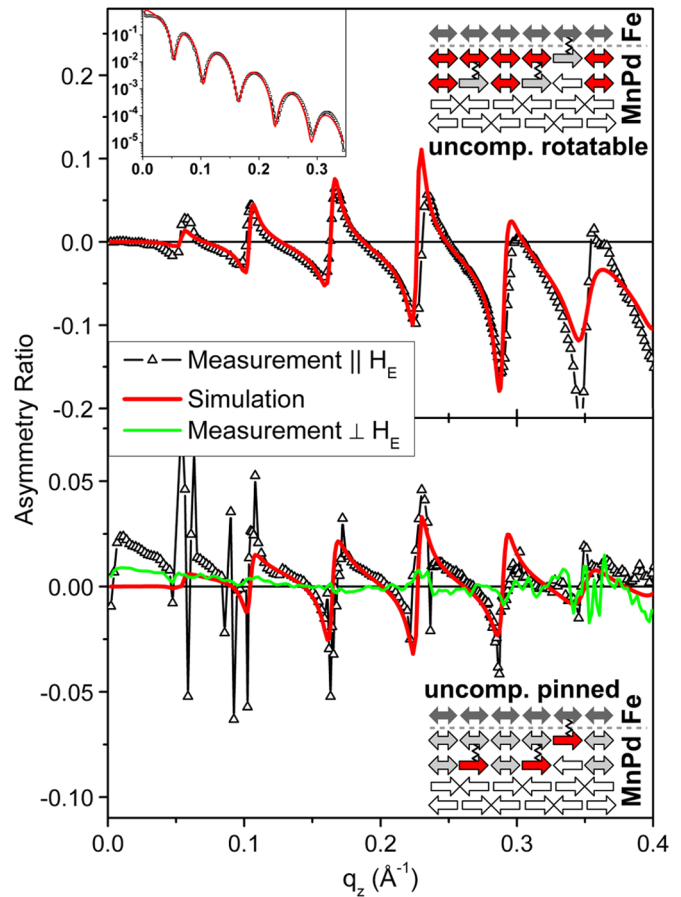 0.2
0.1
0.0
-0.1
-0.2
10⁻¹
10⁻²
10⁻³
10⁻⁴
10⁻⁵
0.0 0.1 0.2 0.3
Fe
MnPd
uncomp. rotatable
Measurement || H_E
Simulation
Measurement ⊥ H_E
Asymmetry Ratio
0.05
0.00
-0.05
-0.10
uncomp. pinned
Fe
MnPd
0.0 0.1 0.2 0.3 0.4
q_z (Å⁻¹)